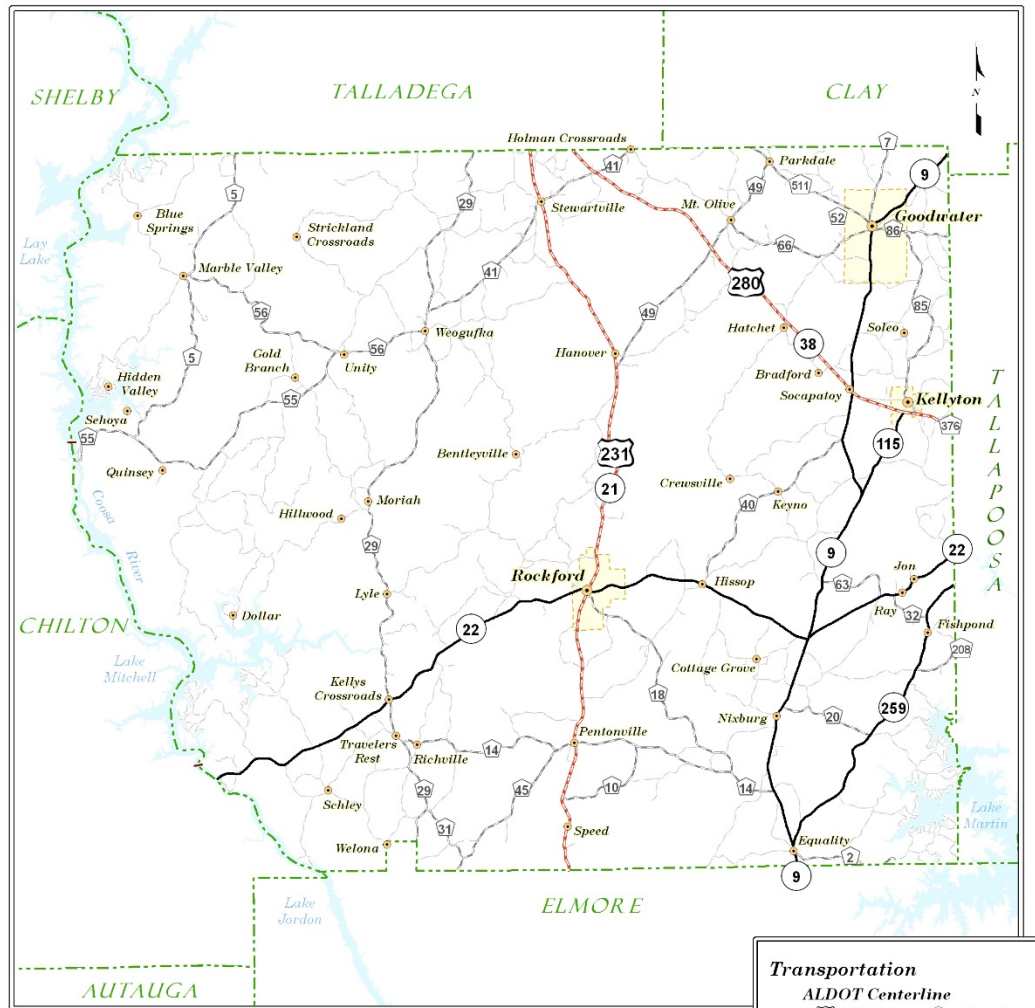 SHELBY
TALLADEGA
CLAY
N
Holman Crossroads
7
41
Parkdale
9
5
29
49
511
Blue
Springs
Strickland
Crossroads
Stewartville
Mt. Olive
52
Goodwater
86
Lay
Lake
66
Marble Valley
41
280
56
49
85
Weogufka
Hatchet
Solco
38
5
56
Hanover
Gold
Branch
Unity
Bradford
Hidden
Valley
55
Socapatoy
Kellyton
TALLAPOOSA
Sehoya
55
376
231
115
Quinsey
Bentleyville
21
Crewsville
Coosa
River
Moriah
40
Keyno
Hillwood
29
9
22
Rockford
Hissop
63
Jon
Lyle
Ray
32
Dollar
22
Fishpond
CHILTON
208
Lake
Mitchell
Cottage Grove
Kellys
Crossroads
18
259
Nixburg
20
Travelers
Rest
Richville
14
Pentonville
Schley
29
45
10
14
31
Speed
Lake
Martin
Welona
Equality
2
9
Lake
Jordon
ELMORE
AUTAUGA
Transportation
ALDOT Centerline